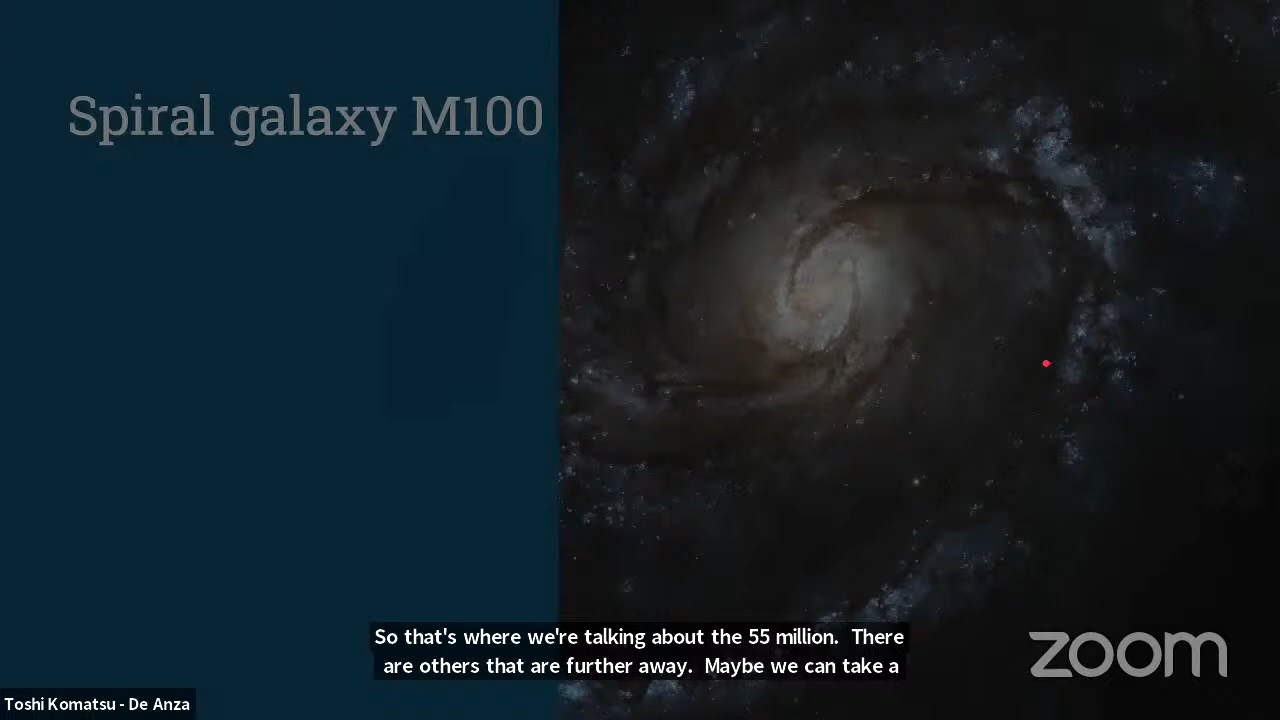 Spiral galaxy M100
So that's where we're talking about the 55 million. There
are others that are further away. Maybe we can take a
zoom
Toshi Komatsu - De Anza